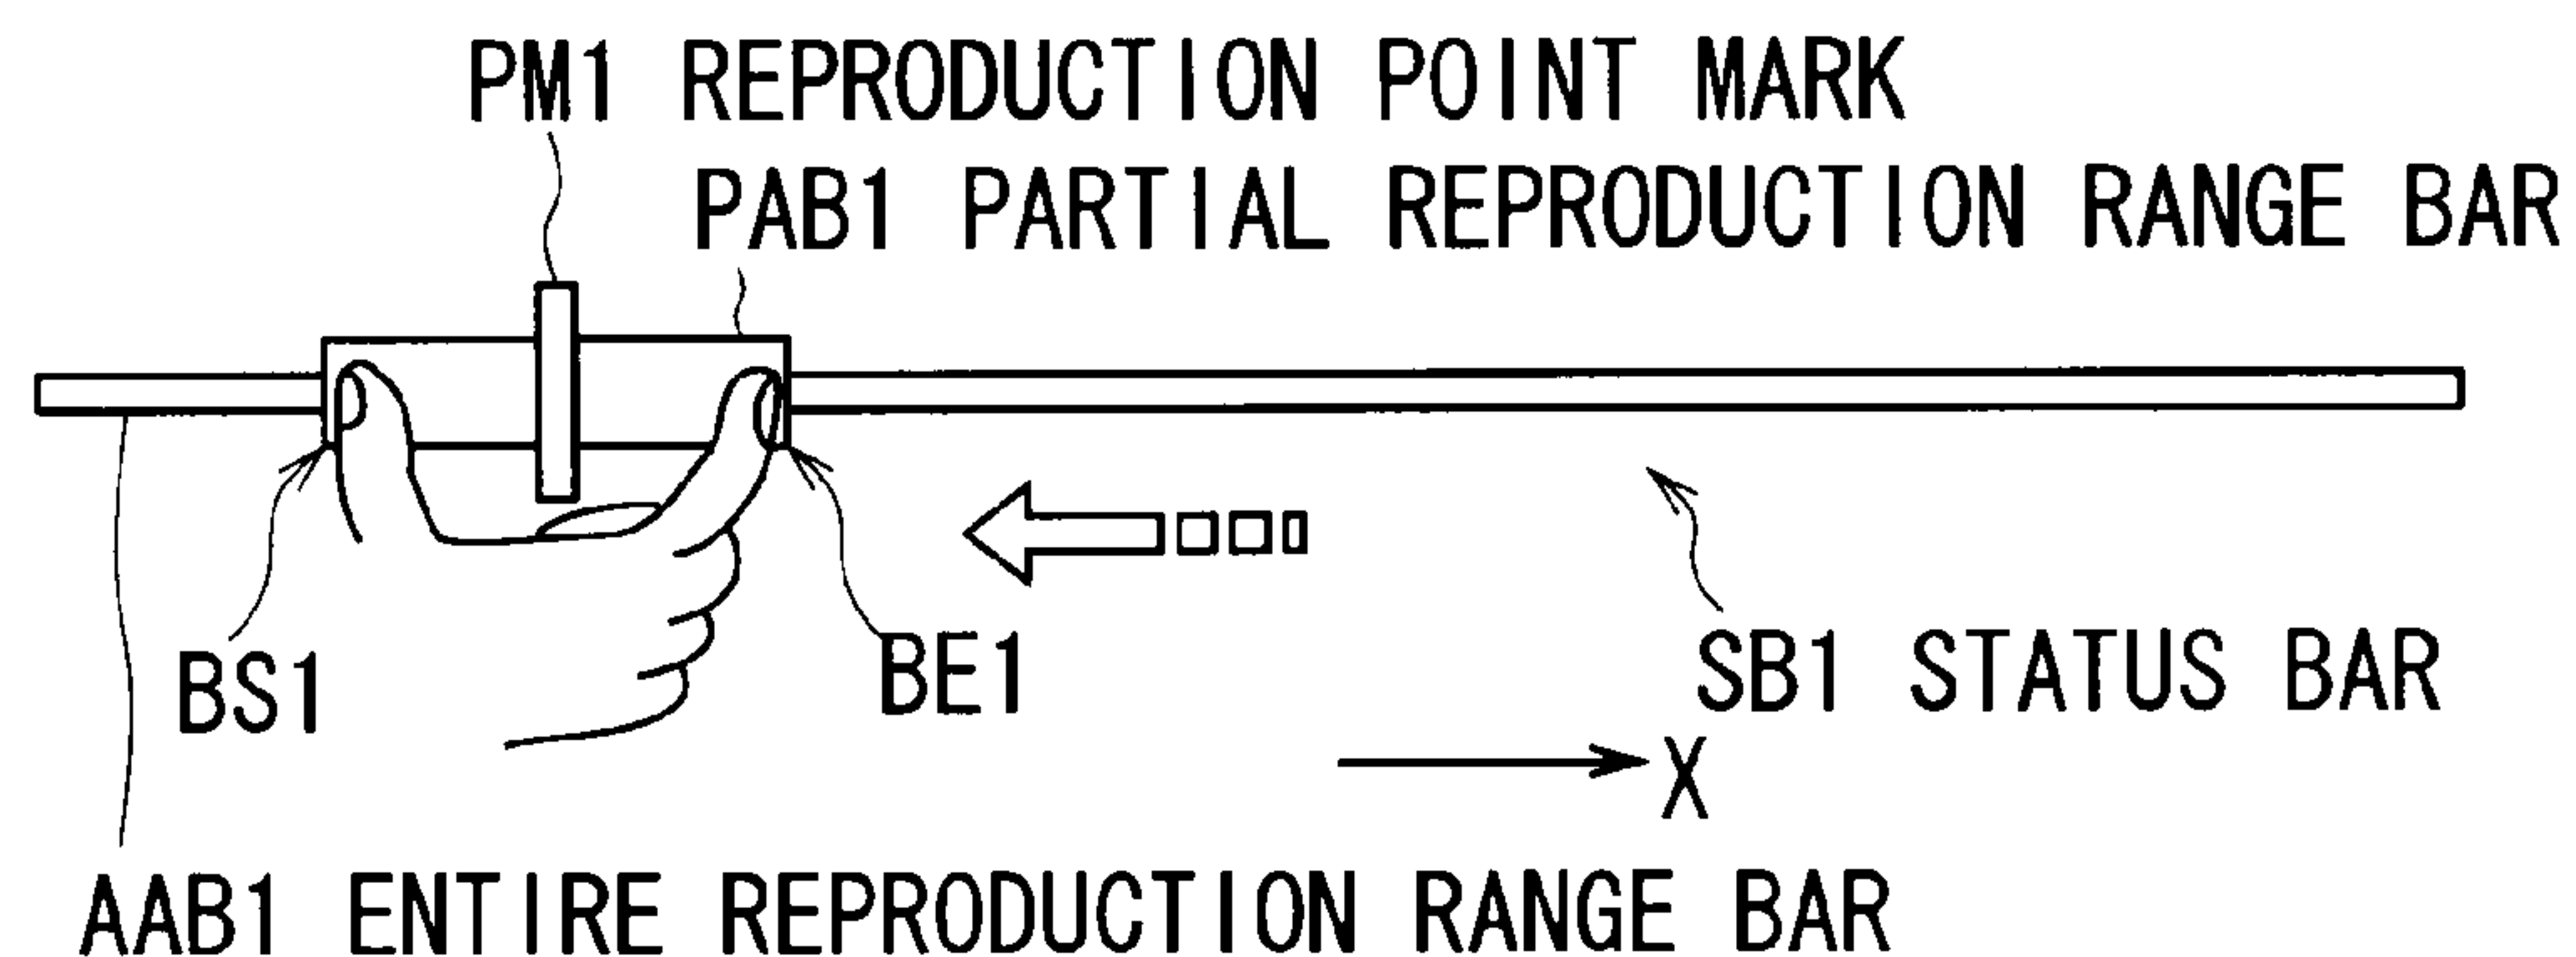 PM1 REPRODUCTION POINT MARK
PAB1 PARTIAL REPRODUCTION RANGE BAR
BS1
BE1
SB1 STATUS BAR
X
AAB1 ENTIRE REPRODUCTION RANGE BAR